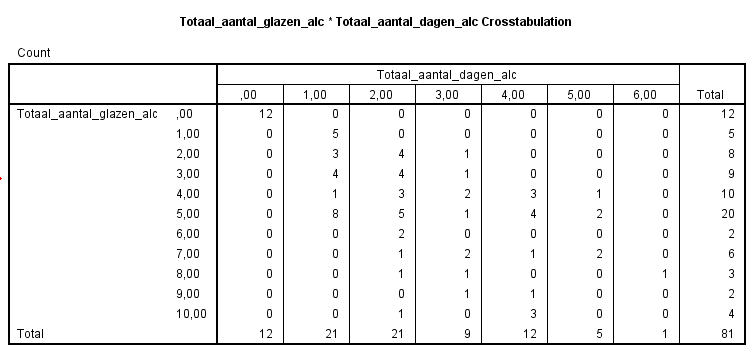 Totaal_aantal_glazen_alc * Totaal_aantal_dagen_alc Crosstabulation
Count
Totaal_aantal_dagen_alc
,00 1,00 2,00 3,00 4,00 5,00 6,00 Total
Totaal_aantal_glazen_alc ,00 12 0 0 0 0 0 0 12
1,00 0 5 0 0 0 0 0 5
2,00 0 3 4 1 0 0 0 8
3,00 0 4 4 1 0 0 0 9
4,00 0 1 3 2 3 1 0 10
5,00 0 8 5 1 4 2 0 20
6,00 0 0 2 0 0 0 0 2
7,00 0 0 1 2 1 2 0 6
8,00 0 0 1 1 0 0 1 3
9,00 0 0 0 1 1 0 0 2
10,00 0 0 1 0 3 0 0 4
Total 12 21 21 9 12 5 1 81